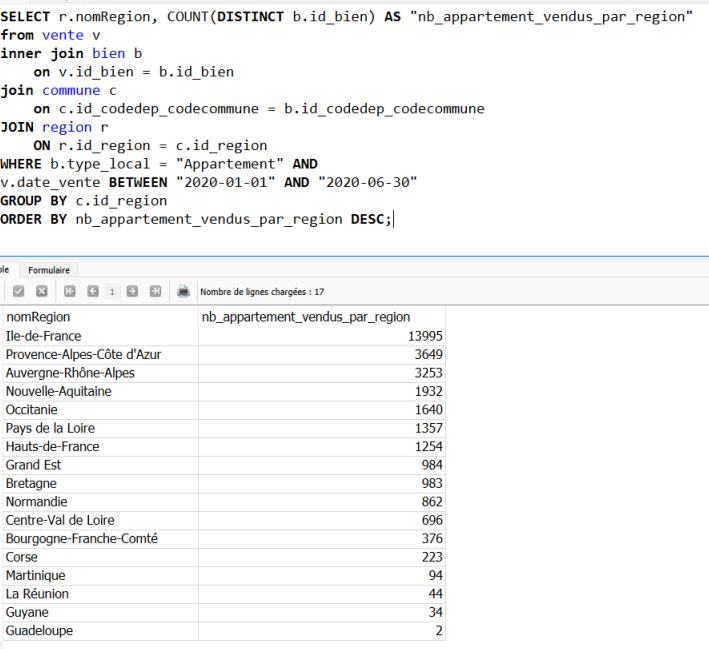 SELECT r.nomRegion, COUNT(DISTINCT b.id_bien) AS "nb_appartement_vendus_par_region"
from vente v
inner join bien b
on v.id_bien = b.id_bien
join commune c
on c.id_codedep_codecommune = b.id_codedep_codecommune
JOIN region r
ON r.id_region = c.id_region
WHERE b.type_local = "Appartement" AND
v.date_vente BETWEEN "2020-01-01" AND "2020-06-30"
GROUP BY c.id_region
ORDER BY nb_appartement_vendus_par_region DESC;
Formulaire
1 Nombre de lignes chargées : 17
nomRegion nb_appartement_vendus_par_region
Ile-de-France 13995
Provence-Alpes-Côte d'Azur 3649
Auvergne-Rhône-Alpes 3253
Nouvelle-Aquitaine 1932
Occitanie 1640
Pays de la Loire 1357
Hauts-de-France 1254
Grand Est 984
Bretagne 983
Normandie 862
Centre-Val de Loire 696
Bourgogne-Franche-Comté 376
Corse 223
Martinique 94
La Réunion 44
Guyane 34
Guadeloupe 2